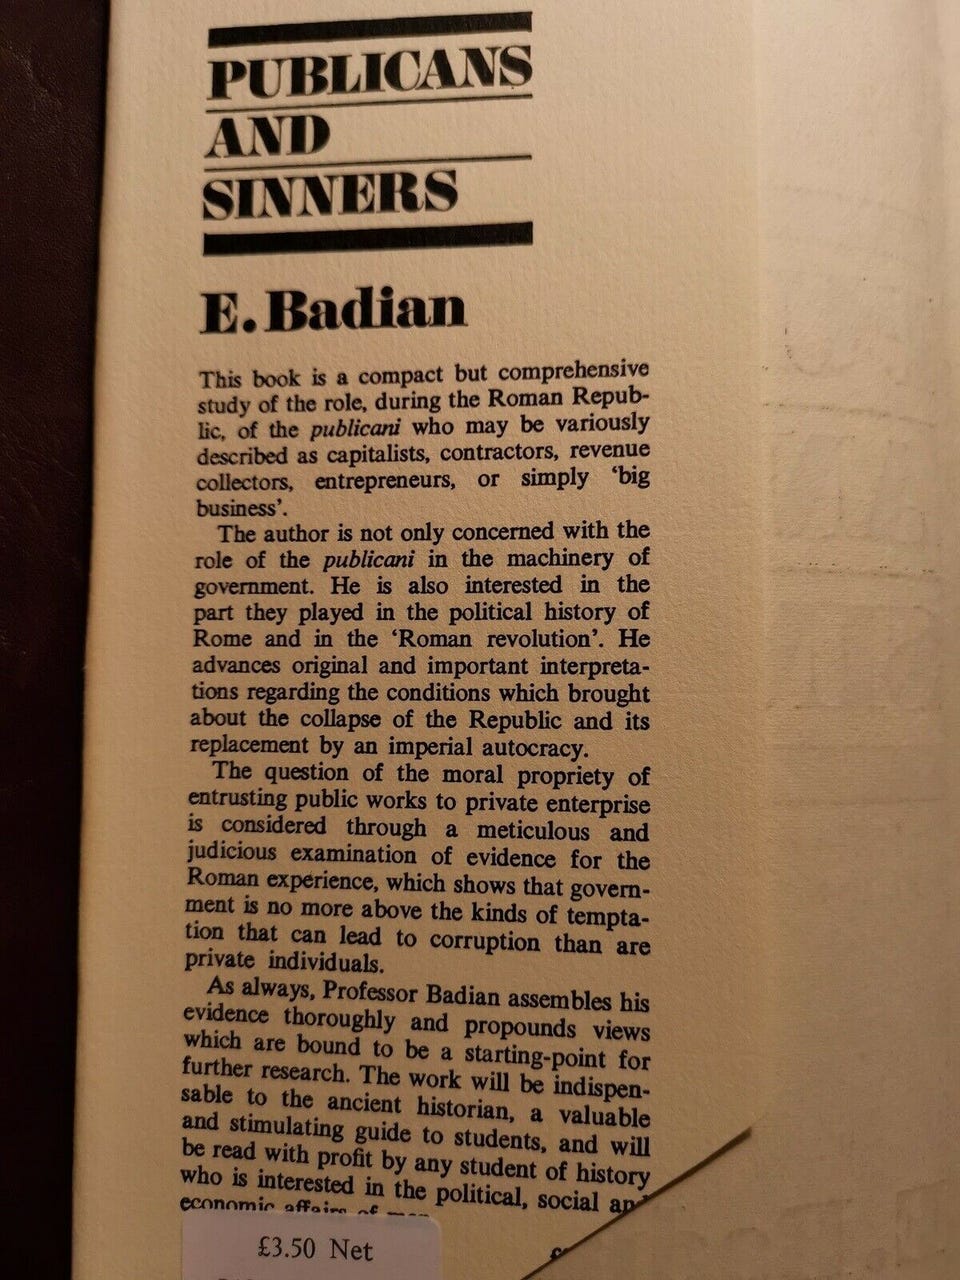 PUBLICANS
AND
SINNERS
E. Badian
This book is a compact but comprehensive
study of the role, during the Roman Repub-
lic, of the publicani who may be variously
described as capitalists, contractors, revenue
collectors, entrepreneurs, or simply ‘big
business’.
The author is not only concerned with the
role of the publicani in the machinery of
government. He is also interested in the
part they played in the political history of
Rome and in the ‘Roman revolution’. He
advances original and important interpreta-
tions regarding the conditions which brought
about the collapse of the Republic and its
replacement by an imperial autocracy.
The question of the moral propriety of
entrusting public works to private enterprise
is considered through a meticulous and
judicious examination of evidence for the
Roman experience, which shows that govern-
ment is no more above the kinds of tempta-
tion that can lead to corruption than are
private individuals.
As always, Professor Badian assembles his
evidence thoroughly and propounds views
which are bound to be a starting-point for
further research. The work will be indispen-
sable to the ancient historian, a valuable
and stimulating guide to students, and will
be read with profit by any student of history
who is interested in the political, social and
economic affairs of
£3.50 Net